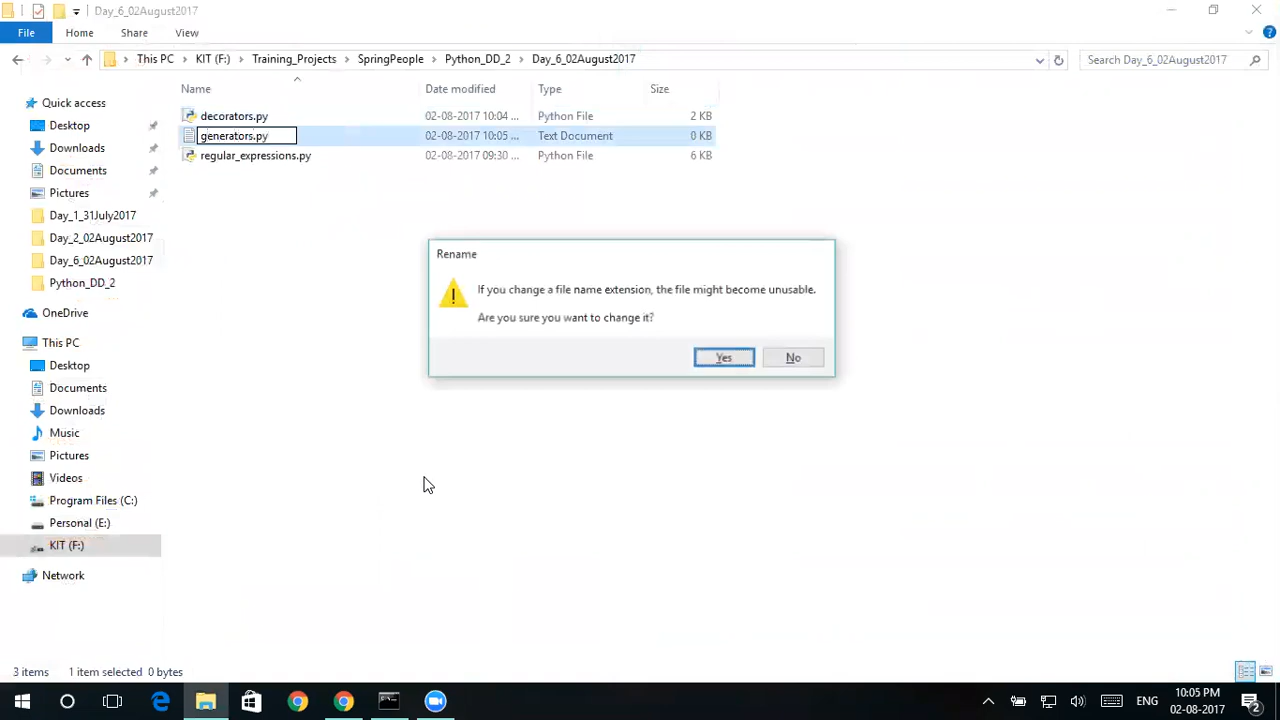 Day_6_02August2017
File Home Share View
This PC KIT (F:) Training_Projects SpringPeople Python_DD_2 Day_6_02August2017
Search Day_6_02August2017
Name Date modified Type Size
decorators.py 02-08-2017 10:04 ... Python File 2 KB
generators.py 02-08-2017 10:05 ... Text Document 0 KB
regular_expressions.py 02-08-2017 09:30 ... Python File 6 KB
Quick access
Desktop
Downloads
Documents
Pictures
Day_1_31July2017
Day_2_02August2017
Day_6_02August2017
Python_DD_2
OneDrive
This PC
Desktop
Documents
Downloads
Music
Pictures
Videos
Program Files (C:)
Personal (E:)
KIT (F:)
Network
Rename
If you change a file name extension, the file might become unusable.
Are you sure you want to change it?
Yes No
3 items 1 item selected 0 bytes
ENG
10:05 PM
02-08-2017
2